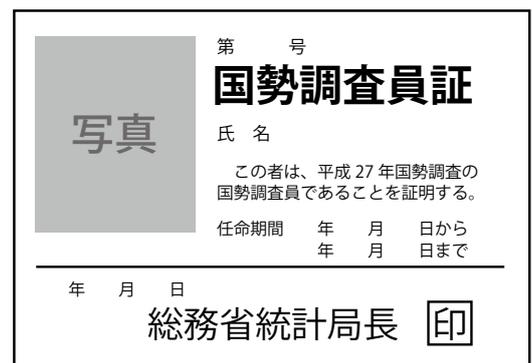 写真
第　　　号
国勢調査員証
氏　名
この者は、平成 27 年国勢調査の
国勢調査員であることを証明する。
任命期間　　年　　月　　日から
年　　月　　日まで
年　　月　　日
総務省統計局長　印